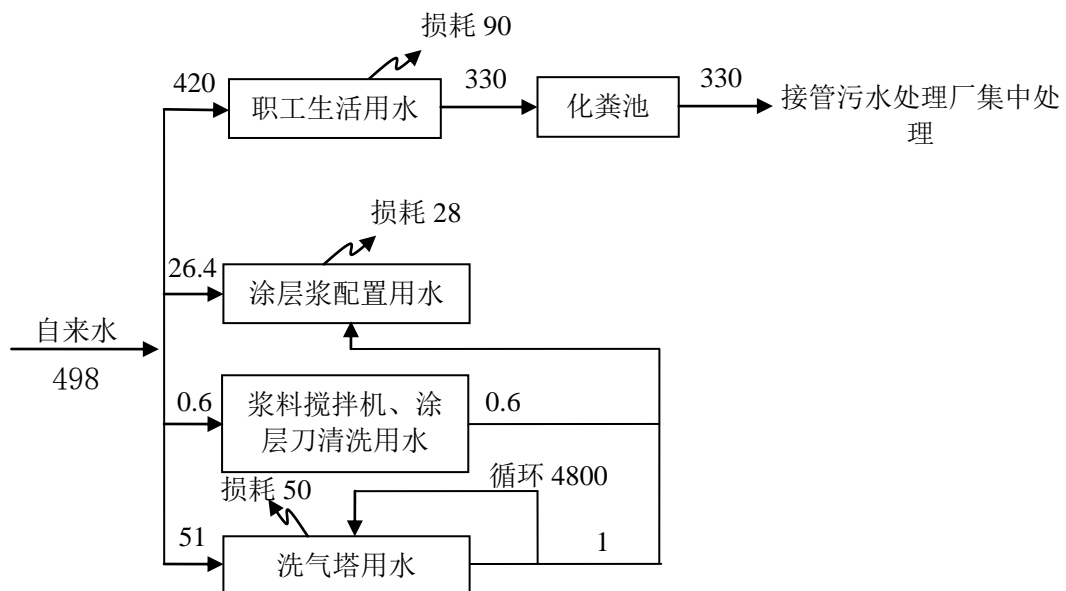 损耗 90
420
职工生活用水
330
化粪池
330
接管污水处理厂集中处
理
损耗 28
26.4
涂层浆配置用水
自来水
498
0.6
浆料搅拌机、涂
层刀清洗用水
0.6
循环 4800
损耗 50
51
洗气塔用水
1